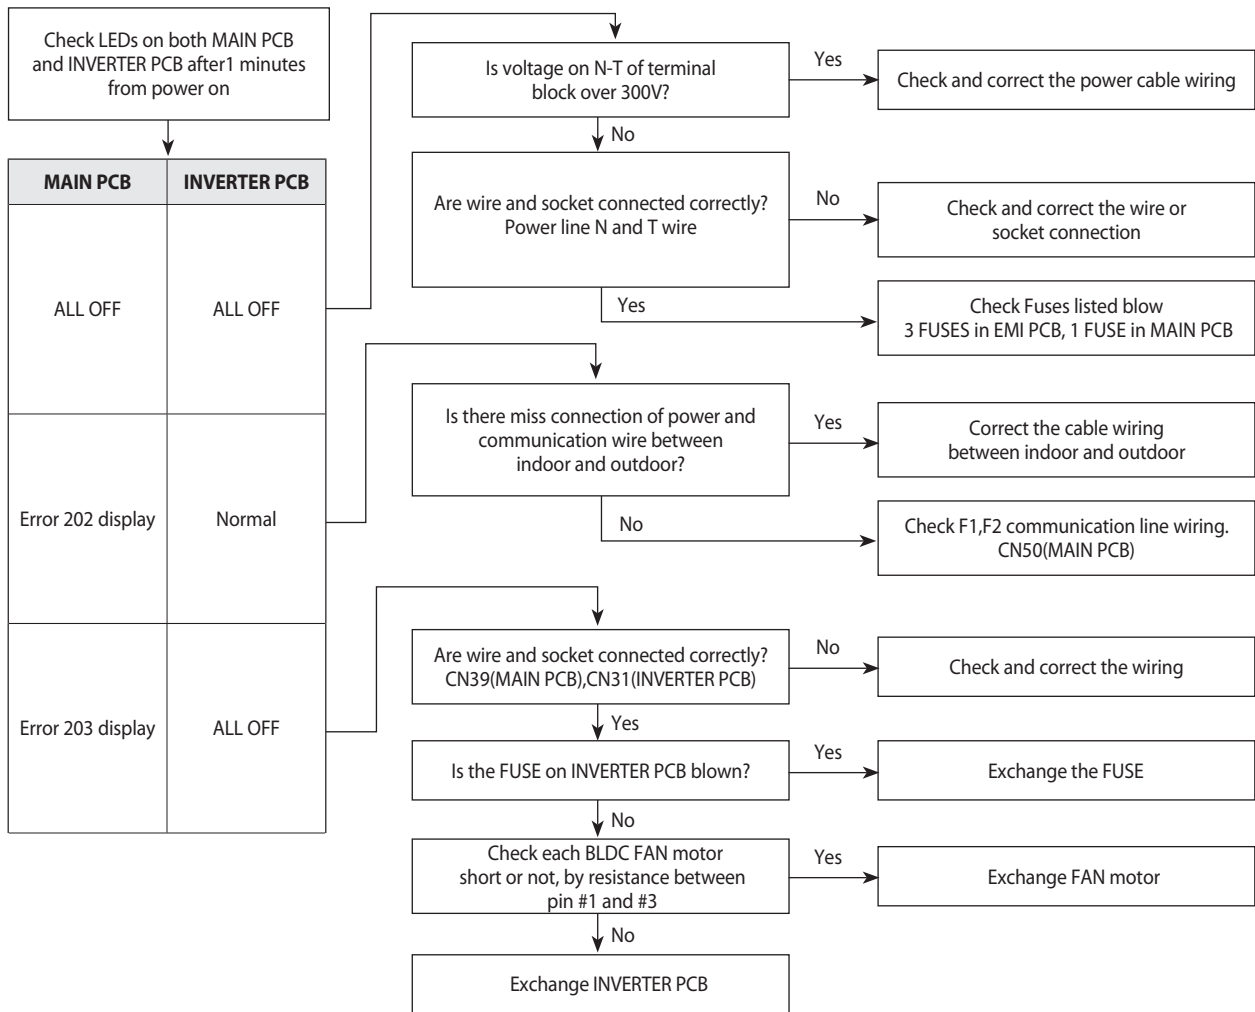 Check LEDs on both MAIN PCB
and INVERTER PCB after1 minutes
from power on
MAIN PCB
INVERTER PCB
ALL OFF
ALL OFF
Error 202 display
Normal
Error 203 display
ALL OFF
Is voltage on N-T of terminal
block over 300V?
Yes
Check and correct the power cable wiring
No
Are wire and socket connected correctly?
Power line N and T wire
No
Check and correct the wire or
socket connection
Yes
Check Fuses listed blow
3 FUSES in EMI PCB, 1 FUSE in MAIN PCB
Is there miss connection of power and
communication wire between
indoor and outdoor?
Yes
Correct the cable wiring
between indoor and outdoor
No
Check F1,F2 communication line wiring.
CN50(MAIN PCB)
Are wire and socket connected correctly?
CN39(MAIN PCB),CN31(INVERTER PCB)
No
Check and correct the wiring
Yes
Is the FUSE on INVERTER PCB blown?
Yes
Exchange the FUSE
No
Check each BLDC FAN motor
short or not, by resistance between
pin #1 and #3
Yes
Exchange FAN motor
No
Exchange INVERTER PCB